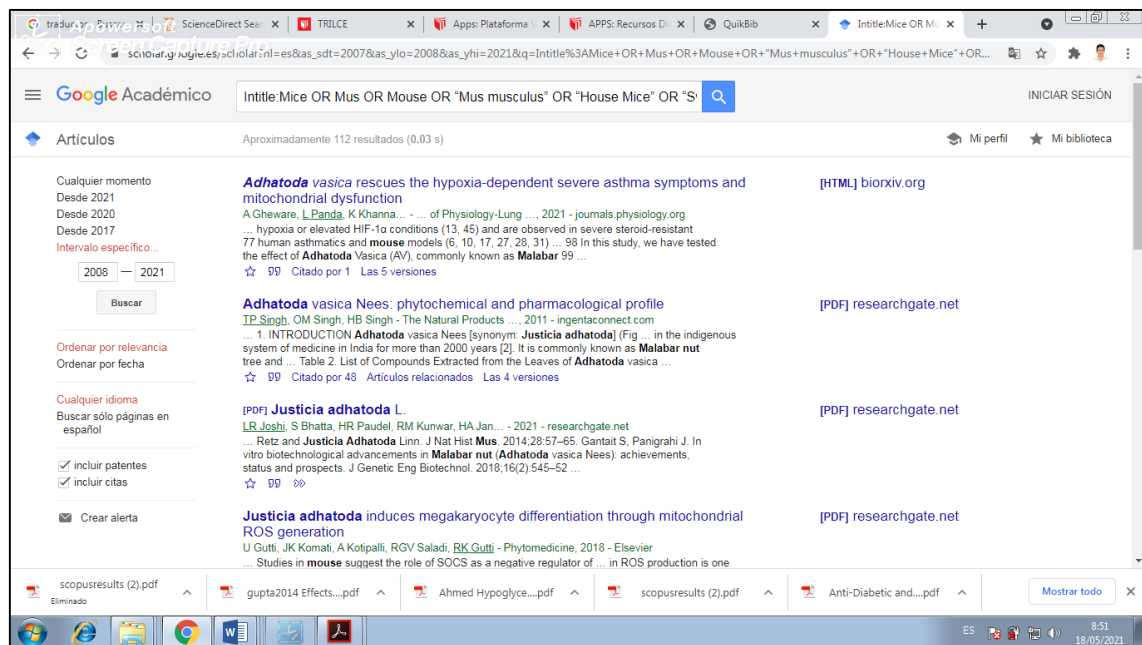 ScienceDirect Sear
TRILCE
Apps: Plataforma
APPS: Recursos Di
QuikBib
Intitle:Mice OR Mu
Apowersoft
Screen Capture Pro
as_sdt=2007&as_ylo=2008&as_yhi=2021&q=Intitle%3AMice+OR+Mus+OR+Mouse+OR+"Mus+musculus"+OR+"House+Mice"+OR...
Google Académico
Intitle:Mice OR Mus OR Mouse OR “Mus musculus” OR “House Mice” OR “S
INICIAR SESIÓN
Artículos
Aproximadamente 112 resultados (0.03 s)
Mi perfil
Mi biblioteca
Cualquier momento
Desde 2021
Desde 2020
Desde 2017
Intervalo específico...
2008 — 2021
Buscar
Ordenar por relevancia
Ordenar por fecha
Cualquier idioma
Buscar sólo páginas en
español
incluir patentes
incluir citas
Crear alerta
Adhatoda vasica rescues the hypoxia-dependent severe asthma symptoms and
mitochondrial dysfunction
A Gheware, L Panda, K Khanna... - ... of Physiology-Lung ..., 2021 - journals.physiology.org
... hypoxia or elevated HIF-1α conditions (13, 45) and are observed in severe steroid-resistant
77 human asthmatics and mouse models (6, 10, 17, 27, 28, 31) ... 98 In this study, we have tested
the effect of Adhatoda Vasica (AV), commonly known as Malabar 99 ...
Citado por 1 Las 5 versiones
[HTML] biorxiv.org
Adhatoda vasica Nees: phytochemical and pharmacological profile
TP Singh, OM Singh, HB Singh - The Natural Products ..., 2011 - ingentaconnect.com
... 1. INTRODUCTION Adhatoda vasica Nees [synonym: Justicia adhatoda] (Fig ... in the indigenous
system of medicine in India for more than 2000 years [2]. It is commonly known as Malabar nut
tree and ... Table 2. List of Compounds Extracted from the Leaves of Adhatoda vasica ...
Citado por 48 Artículos relacionados Las 4 versiones
[PDF] researchgate.net
[PDF] Justicia adhatoda L.
LR Joshi, S Bhatta, HR Paudel, RM Kunwar, HA Jan... - 2021 - researchgate.net
... Retz and Justicia Adhatoda Linn. J Nat Hist Mus. 2014;28:57–65. Gantait S, Panigrahi J. In
vitro biotechnological advancements in Malabar nut (Adhatoda vasica Nees): achievements,
status and prospects. J Genetic Eng Biotechnol. 2018;16(2):545–52 ...
[PDF] researchgate.net
Justicia adhatoda induces megakaryocyte differentiation through mitochondrial
ROS generation
U Gutti, JK Komati, A Kotipalli, RGV Saladi, RK Gutti - Phytomedicine, 2018 - Elsevier
... Studies in mouse suggest the role of SOCS as a negative regulator of ... in ROS production is one
[PDF] researchgate.net
scopusresults (2).pdf
Eliminado
gupta2014 Effects....pdf
Ahmed Hypoglyce....pdf
scopusresults (2).pdf
Anti-Diabetic and....pdf
Mostrar todo
ES
8:51
18/05/2021